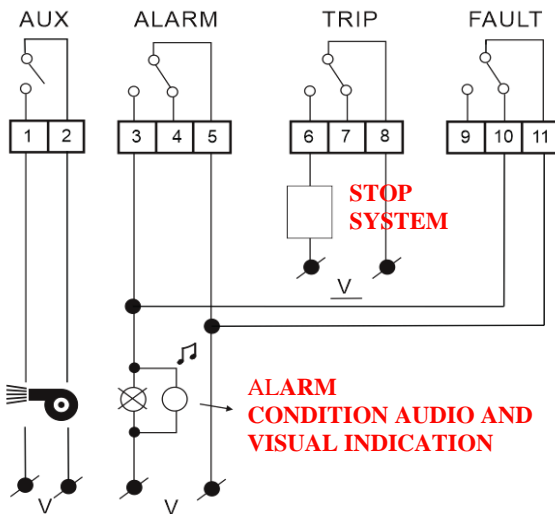 AUX ALARM TRIP FAULT
1 2 3 4 5 6 7 8 9 10 11
STOP
SYSTEM
V
ALARM
CONDITION AUDIO AND
VISUAL INDICATION
V V